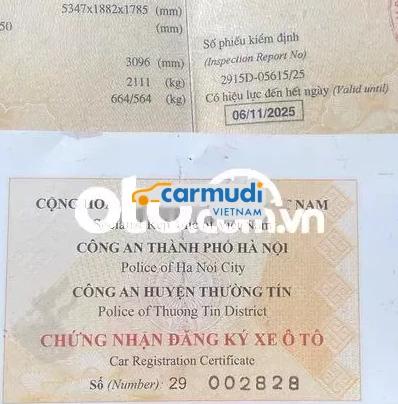 5347x1882x1785 (mm)
50 (mm)
3096 (mm)
2111 (kg)
664/564 (kg)
Số phiếu kiểm định
(Inspection Report No)
2915D-05615/25
Có hiệu lực đến hết ngày (Valid until)
06/11/2025
CỘNG HÒA
NAM
carmudi
VIETNAM
CÔNG AN THÀNH PHỐ HÀ NỘI
Police of Ha Noi City
CÔNG AN HUYỆN THƯỜNG TÍN
Police of Thuong Tin District
CHỨNG NHẬN ĐĂNG KÝ XE Ô TÔ
Car Registration Certificate
Số (Number): 29 002828